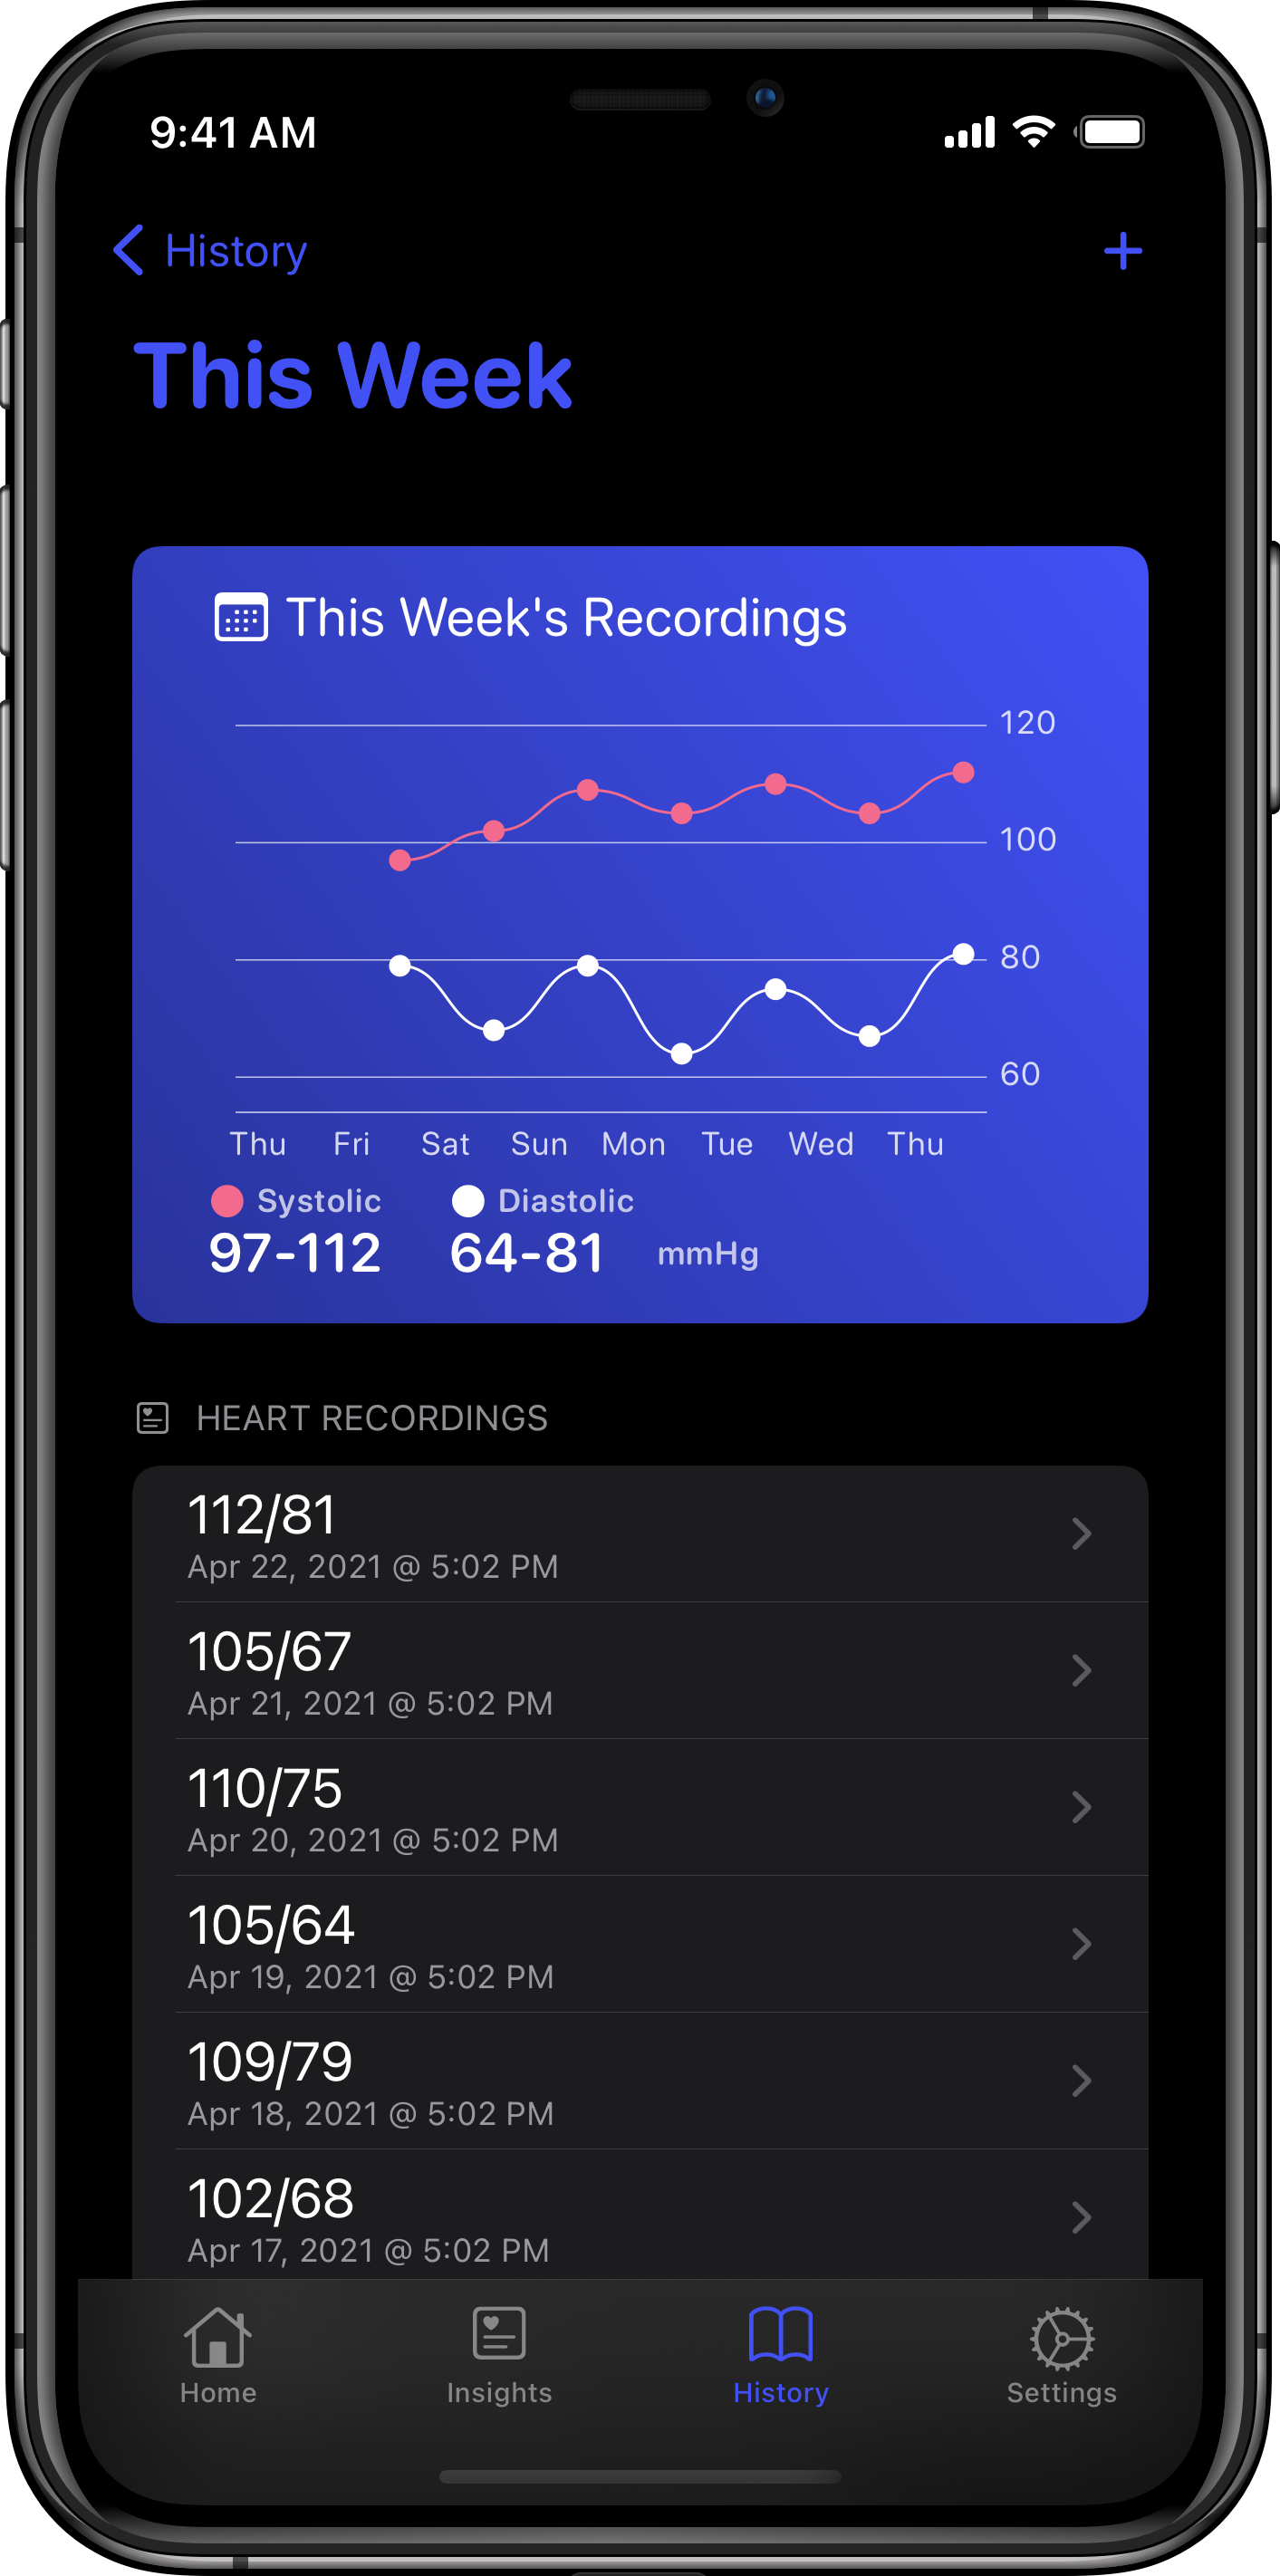 9:41 AM
History
This Week
This Week's Recordings
120
100
80
60
Thu Fri Sat Sun Mon Tue Wed Thu
Systolic Diastolic
97-112 64-81 mmHg
HEART RECORDINGS
112/81
Apr 22, 2021 @ 5:02 PM
105/67
Apr 21, 2021 @ 5:02 PM
110/75
Apr 20, 2021 @ 5:02 PM
105/64
Apr 19, 2021 @ 5:02 PM
109/79
Apr 18, 2021 @ 5:02 PM
102/68
Apr 17, 2021 @ 5:02 PM
Home Insights History Settings